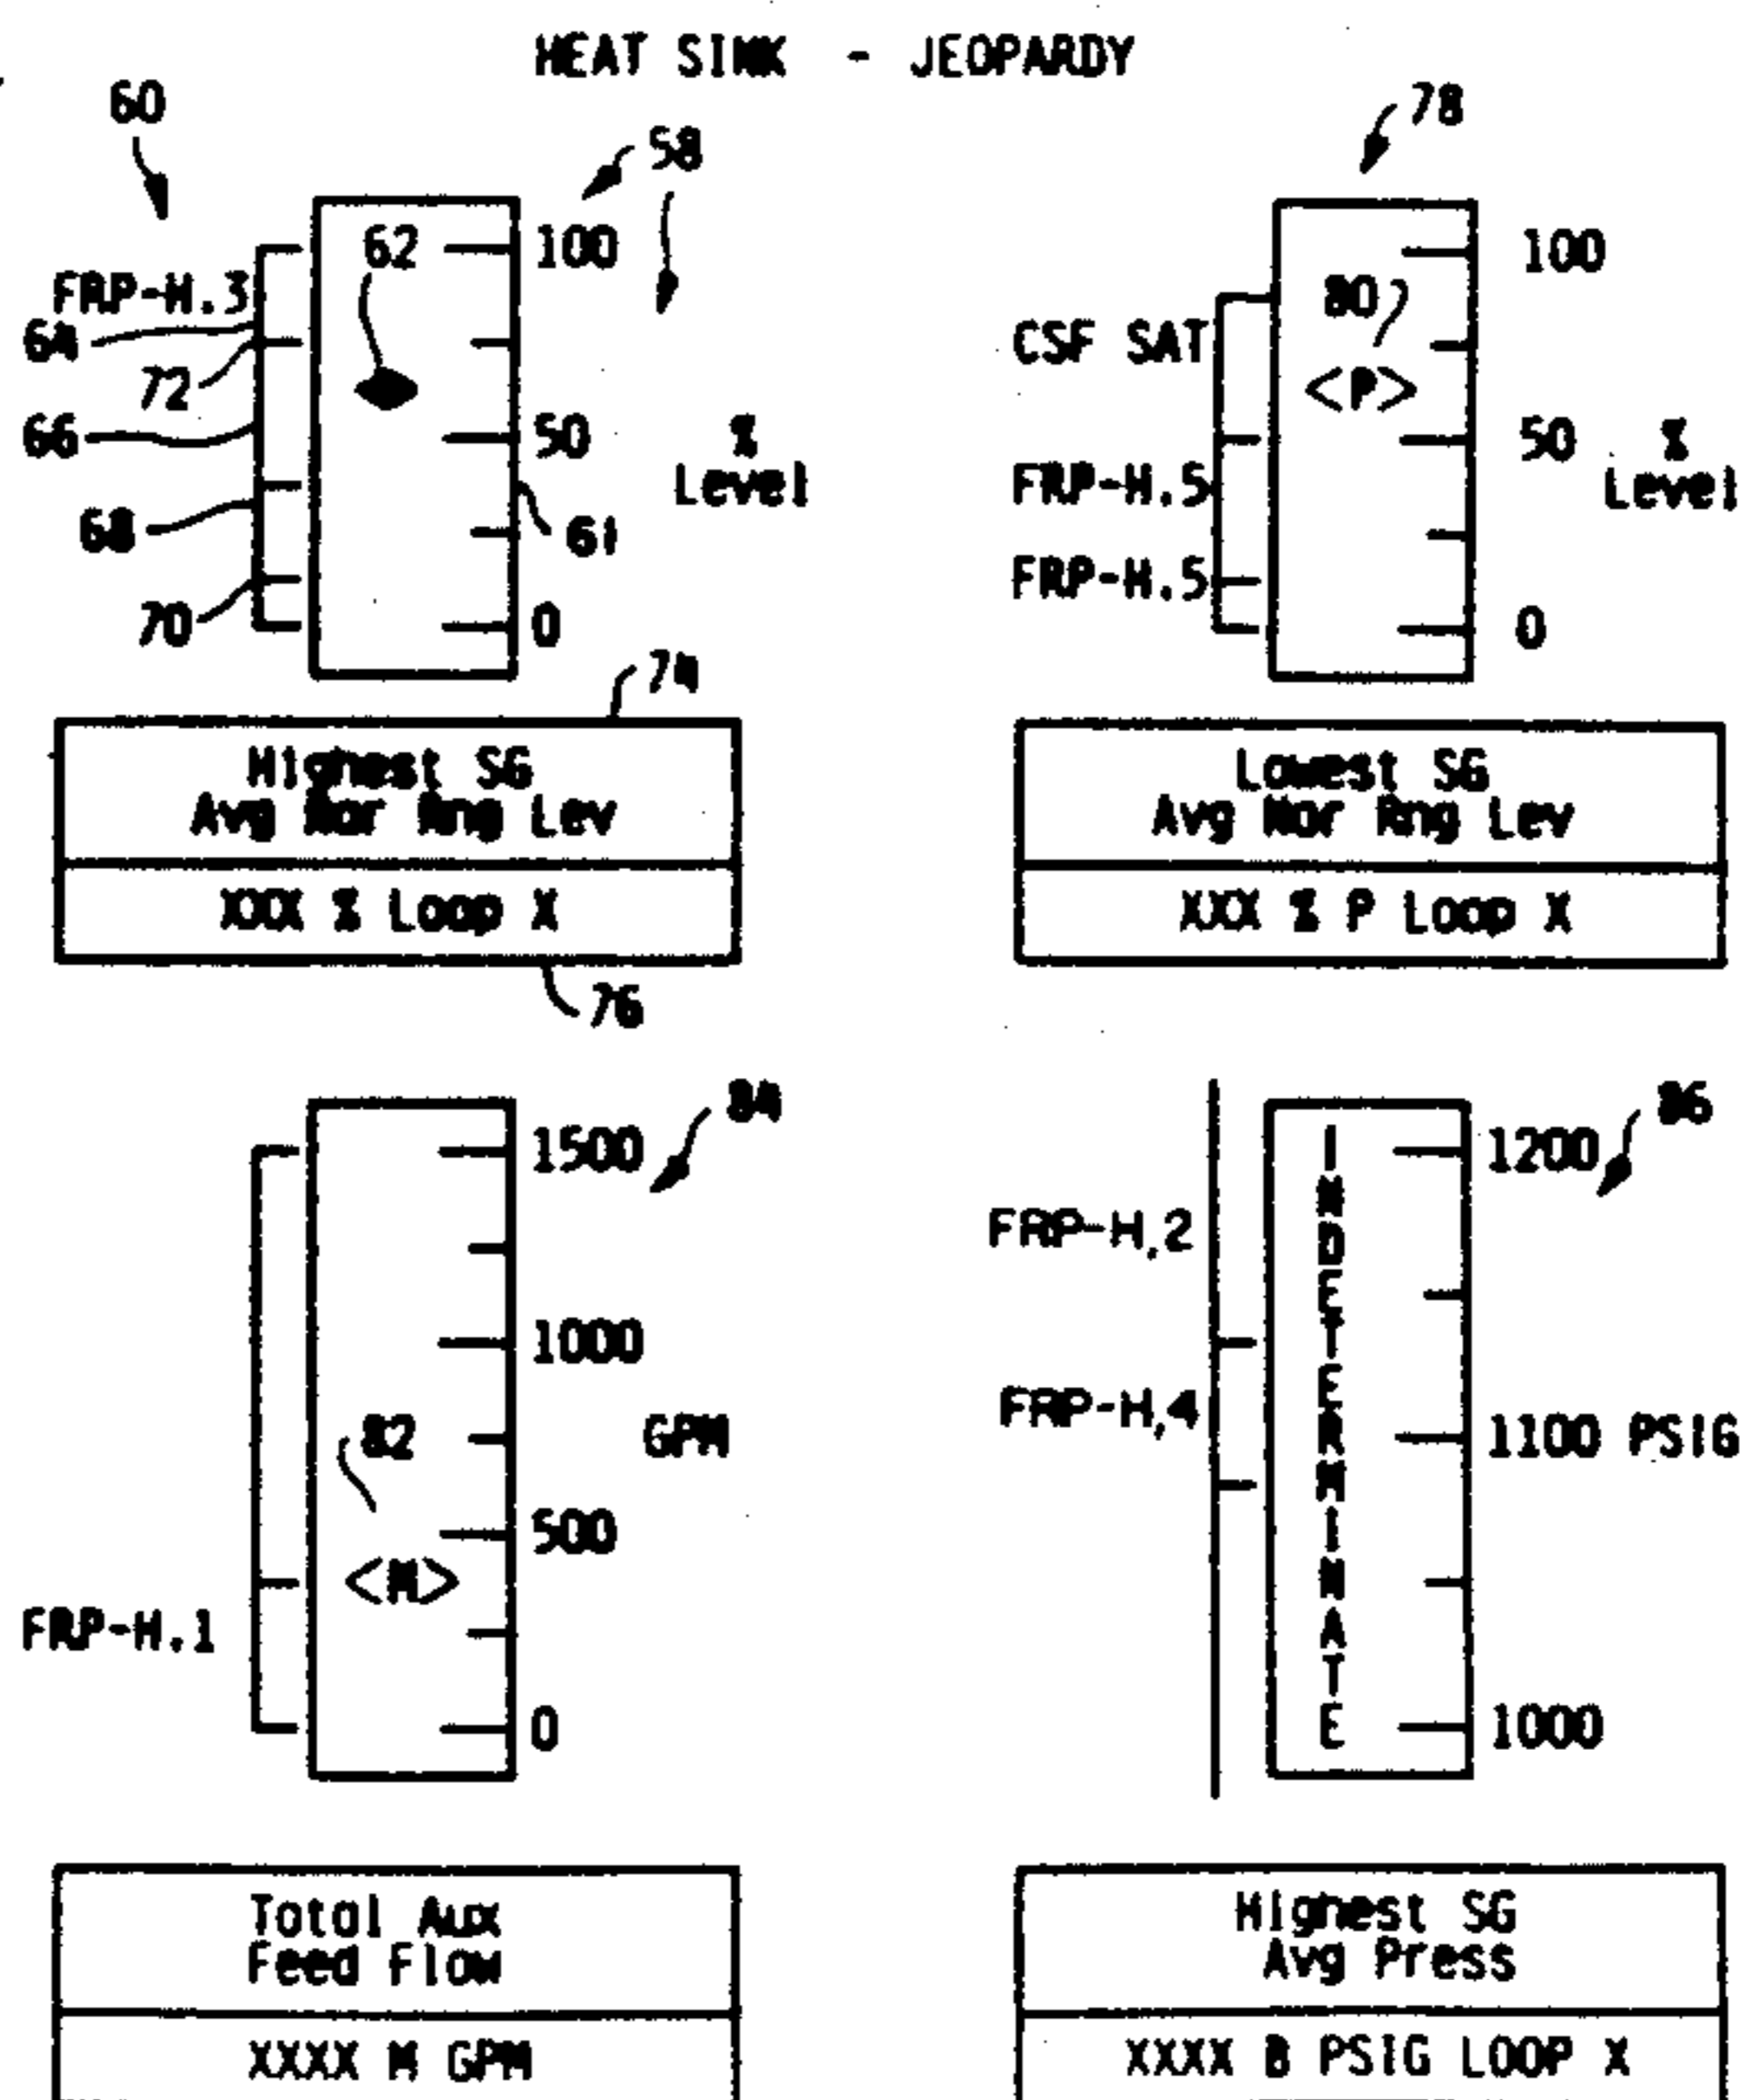 HEAT SINK - JEOPARDY
60
58
78
62
100
FRP-H.3
64
72
66
50
%
Level
68
61
70
0
74
100
80
CSF SAT
<P>
50
%
Level
FRP-H.5
FRP-H.5
0
Highest SG
Avg Nar Rng Lev
XXX % Loop X
76
Lowest SG
Avg Nar Rng Lev
XXX % P Loop X
84
1500
1000
82
GPM
500
<M>
FRP-H.1
0
86
1200
FRP-H.2
FRP-H.4
1100 PSIG
1000
INDETERMINATE
Total Aux
Feed Flow
XXXX M GPM
Highest SG
Avg Press
XXXX B PSIG LOOP X